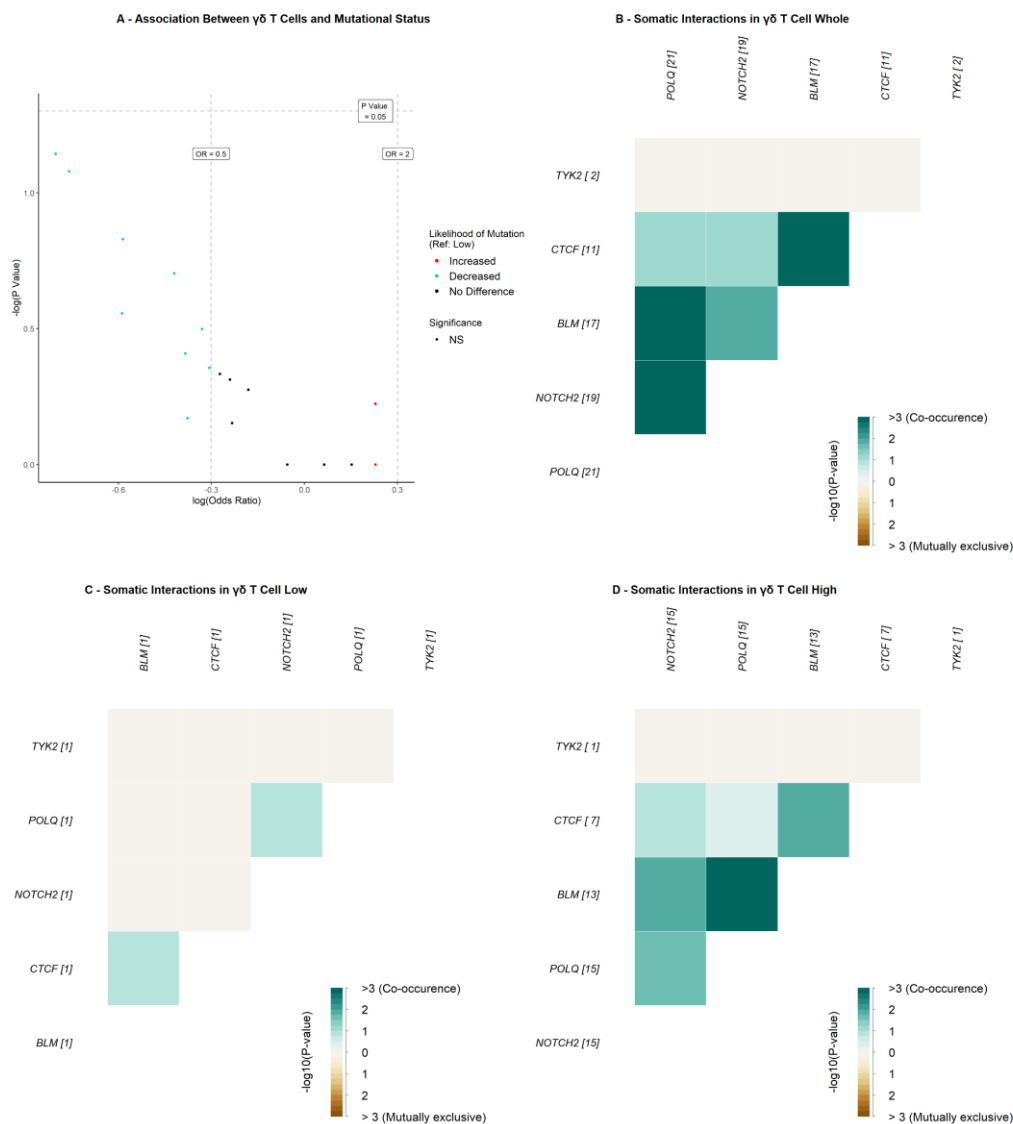 A - Association Between γδ T Cells and Mutational Status
P Value
= 0.05
OR = 0.5
OR = 2
1.0
0.5
0.0
-log(P Value)
-0.6
-0.3
0.0
0.3
log(Odds Ratio)
Likelihood of Mutation
(Ref: Low)
Increased
Decreased
No Difference
Significance
NS
B - Somatic Interactions in γδ T Cell Whole
POLQ [21]
NOTCH2 [19]
BLM [17]
CTCF [11]
TYK2 [ 2]
TYK2 [ 2]
CTCF [11]
BLM [17]
NOTCH2 [19]
POLQ [21]
-log10(P-value)
>3 (Co-occurence)
2
1
0
1
2
> 3 (Mutually exclusive)
C - Somatic Interactions in γδ T Cell Low
BLM [1]
CTCF [1]
NOTCH2 [1]
POLQ [1]
TYK2 [1]
TYK2 [1]
POLQ [1]
NOTCH2 [1]
CTCF [1]
BLM [1]
-log10(P-value)
>3 (Co-occurence)
2
1
0
1
2
> 3 (Mutually exclusive)
D - Somatic Interactions in γδ T Cell High
NOTCH2 [15]
POLQ [15]
BLM [13]
CTCF [ 7]
TYK2 [ 1]
TYK2 [ 1]
CTCF [ 7]
BLM [13]
POLQ [15]
NOTCH2 [15]
-log10(P-value)
>3 (Co-occurence)
2
1
0
1
2
> 3 (Mutually exclusive)